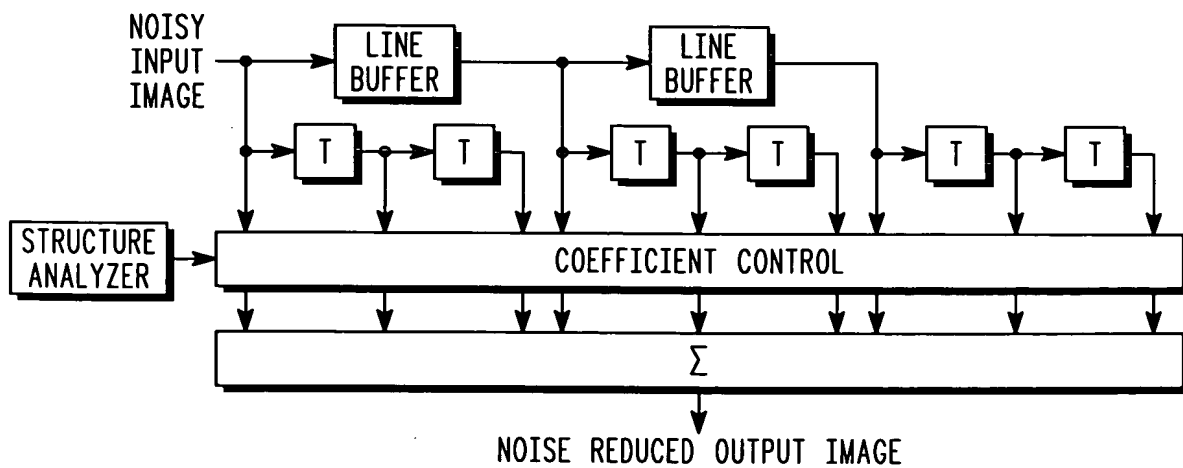 NOISY
INPUT
IMAGE
LINE
BUFFER
LINE
BUFFER
T
T
T
T
T
T
STRUCTURE
ANALYZER
COEFFICIENT CONTROL
Σ
NOISE REDUCED OUTPUT IMAGE